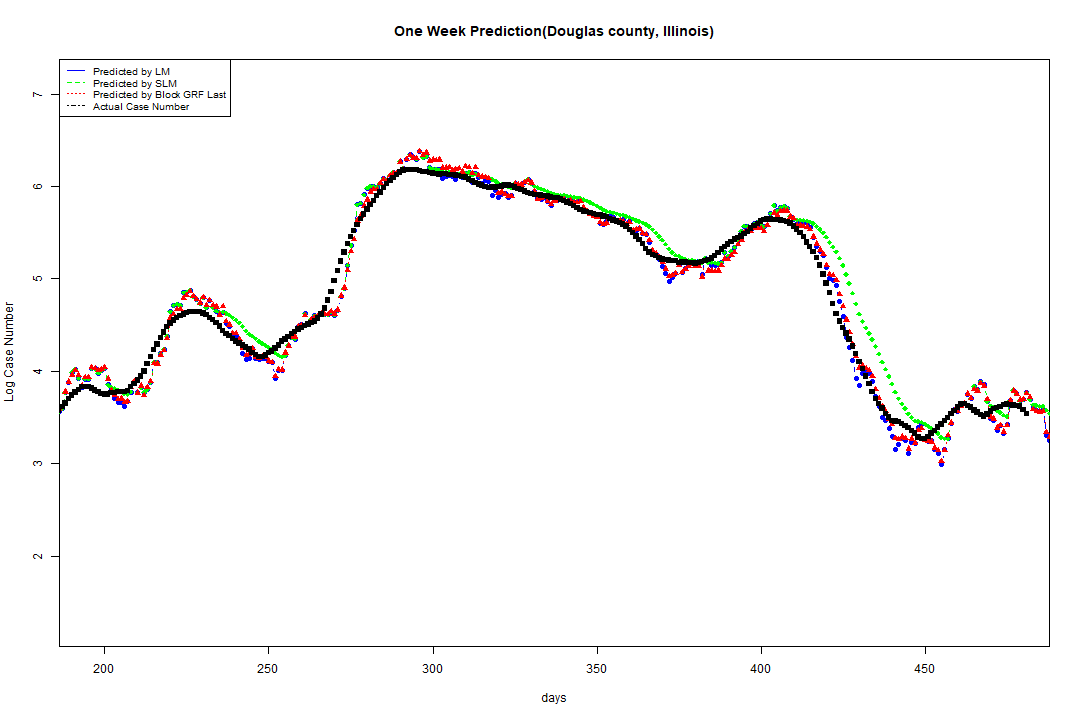 One Week Prediction(Douglas county, Illinois)
Predicted by LM
Predicted by SLM
Predicted by Block GRF Last
Actual Case Number
7
6
5
4
3
2
Log Case Number
200 250 300 350 400 450
days